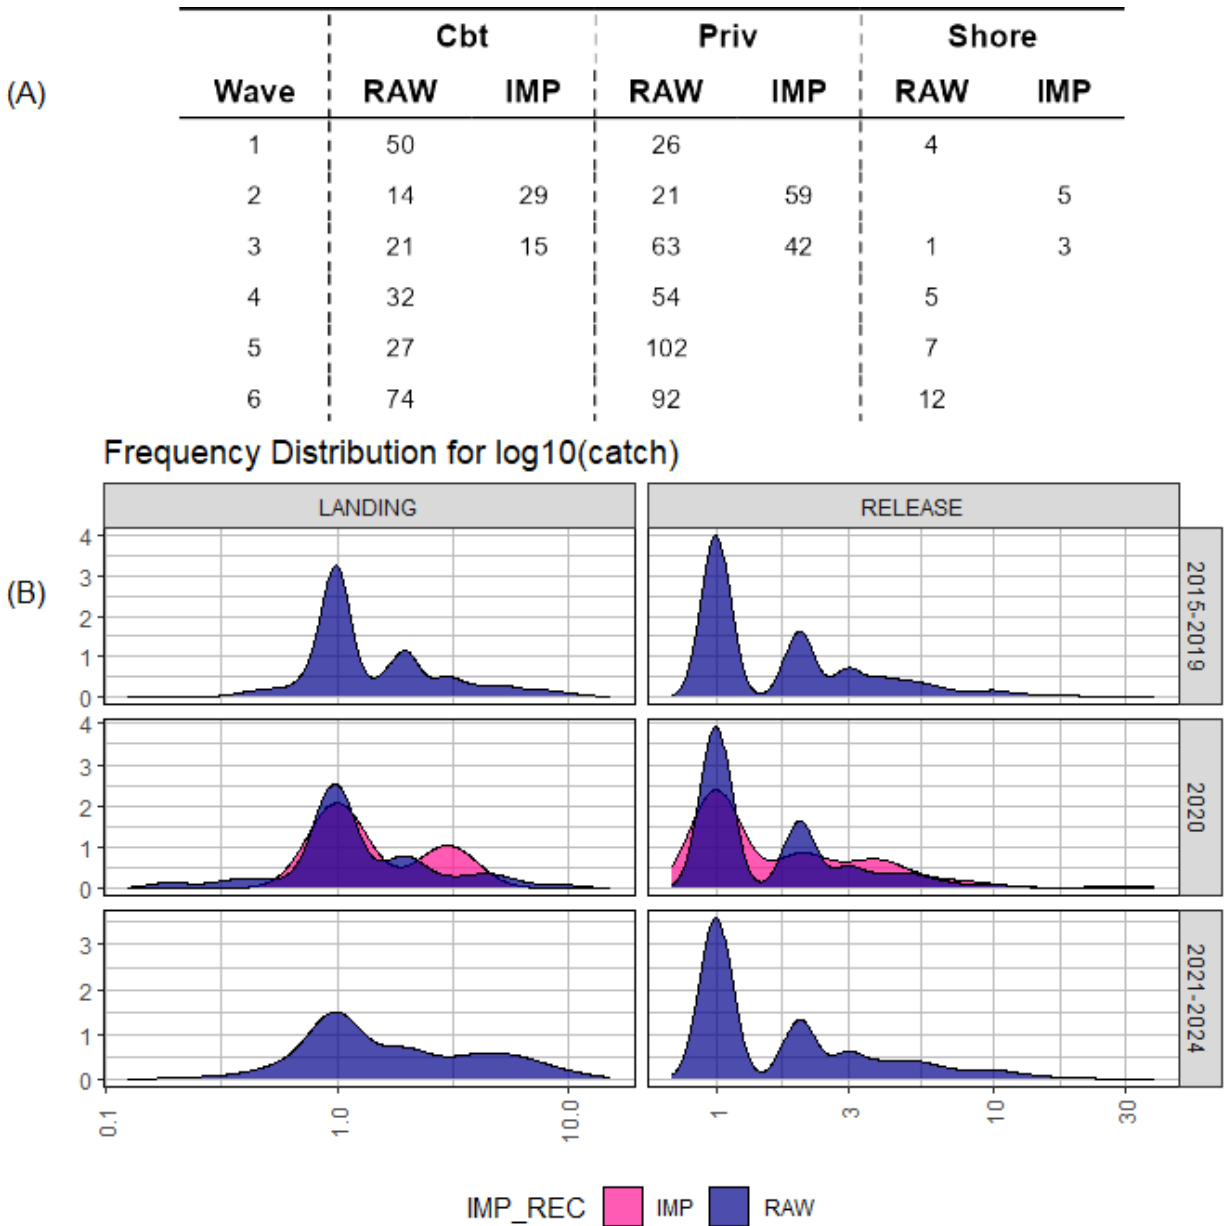 Cbt Priv Shore
(A)
Wave RAW IMP RAW IMP RAW IMP
1 50 26 4
2 14 29 21 59 5
3 21 15 63 42 1 3
4 32 54 5
5 27 102 7
6 74 92 12
Frequency Distribution for log10(catch)
LANDING RELEASE
(B)
4
3
2
1
0
2015-2019
4
3
2
1
0
2020
3
2
1
0
2021-2024
0.1 1.0 10.0 1 3 10 30
IMP_REC IMP RAW